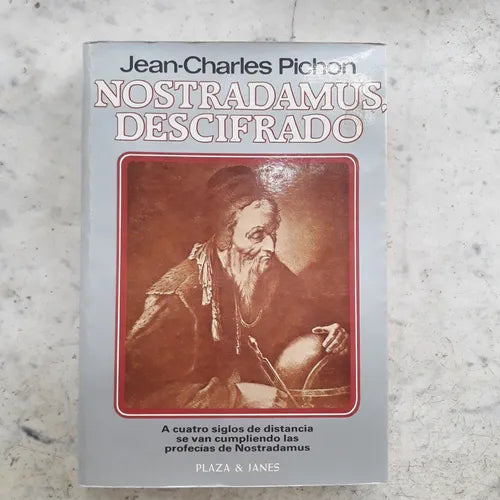 Jean-Charles Pichon
NOSTRADAMUS,
DESCIFRADO
A cuatro siglos de distancia
se van cumpliendo las
profecías de Nostradamus
PLAZA & JANES